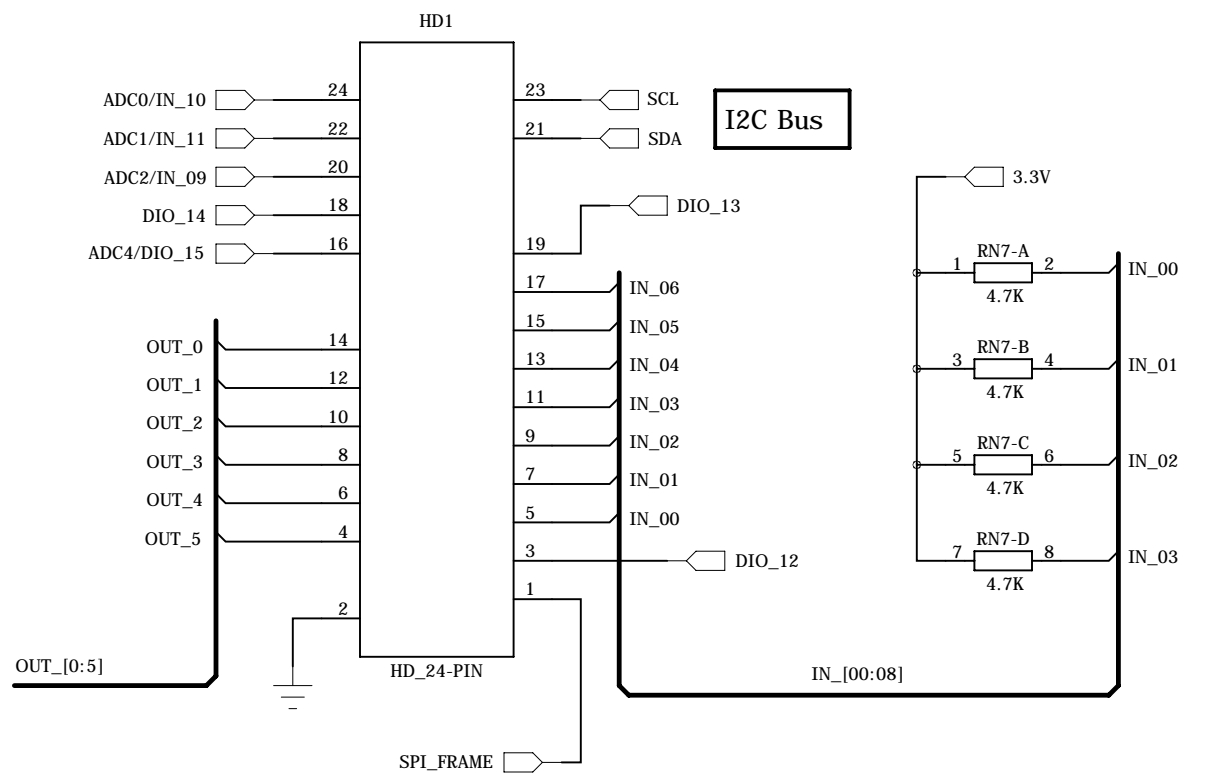 HD1
ADC0/IN_10 24 23 SCL
I2C Bus
ADC1/IN_11 22 21 SDA
ADC2/IN_09 20 3.3V
DIO_14 18 DIO_13
ADC4/DIO_15 16 19
RN7-A
1 2 IN_00
4.7K
17 IN_06
15 IN_05
OUT_0 14
RN7-B
13 IN_04
3 4 IN_01
4.7K
OUT_1 12
11 IN_03
OUT_2 10
9 IN_02
RN7-C
OUT_3 8
5 6 IN_02
4.7K
7 IN_01
OUT_4 6
5 IN_00
OUT_5 4
RN7-D
3 DIO_12
7 8 IN_03
4.7K
1
2
OUT_[0:5]
HD_24-PIN
IN_[00:08]
SPI_FRAME